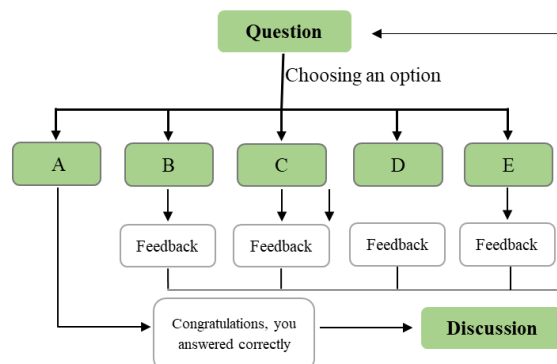 Question
Choosing an option
A
B
C
D
E
Feedback
Feedback
Feedback
Feedback
Congratulations, you
answered correctly
Discussion